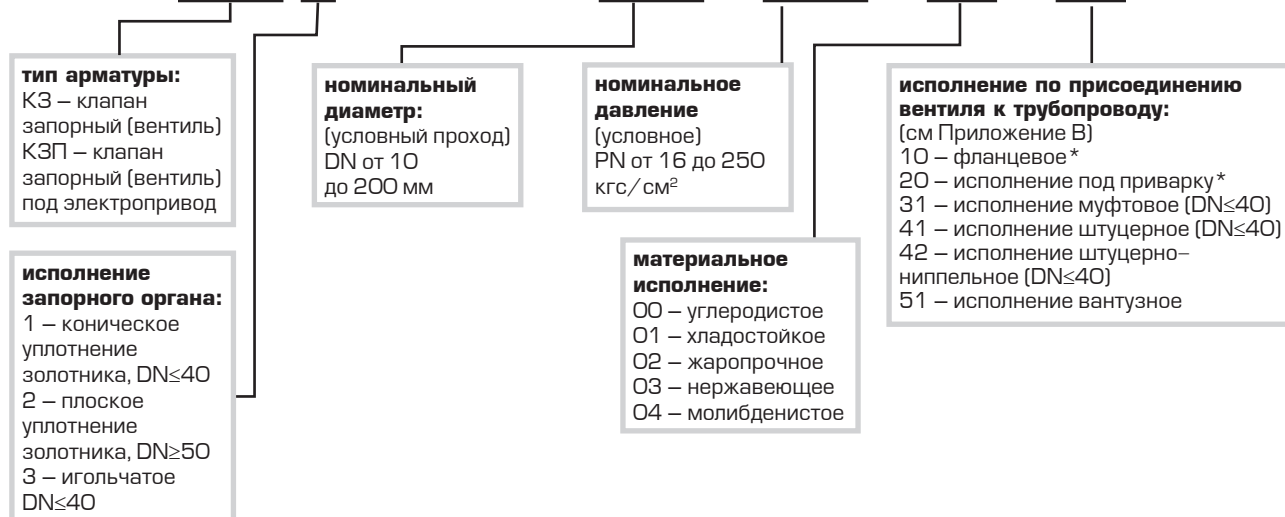 тип арматуры:
КЗ – клапан
запорный (вентиль)
КЗП – клапан
запорный (вентиль)
под электропривод
исполнение
запорного органа:
1 – коническое
уплотнение
золотника, DN≤40
2 – плоское
уплотнение
золотника, DN≥50
3 – игольчатое
DN≤40
номинальный
диаметр:
(условный проход)
DN от 10
до 200 мм
номинальное
давление
(условное)
PN от 16 до 250
кгс/см²
материальное
исполнение:
00 – углеродистое
01 – хладостойкое
02 – жаропрочное
03 – нержавеющее
04 – молибденистое
исполнение по присоединению
вентиля к трубопроводу:
(см Приложение В)
10 – фланцевое*
20 – исполнение под приварку*
31 – исполнение муфтовое (DN≤40)
41 – исполнение штуцерное (DN≤40)
42 – исполнение штуцерно–
ниппельное (DN≤40)
51 – исполнение вантузное